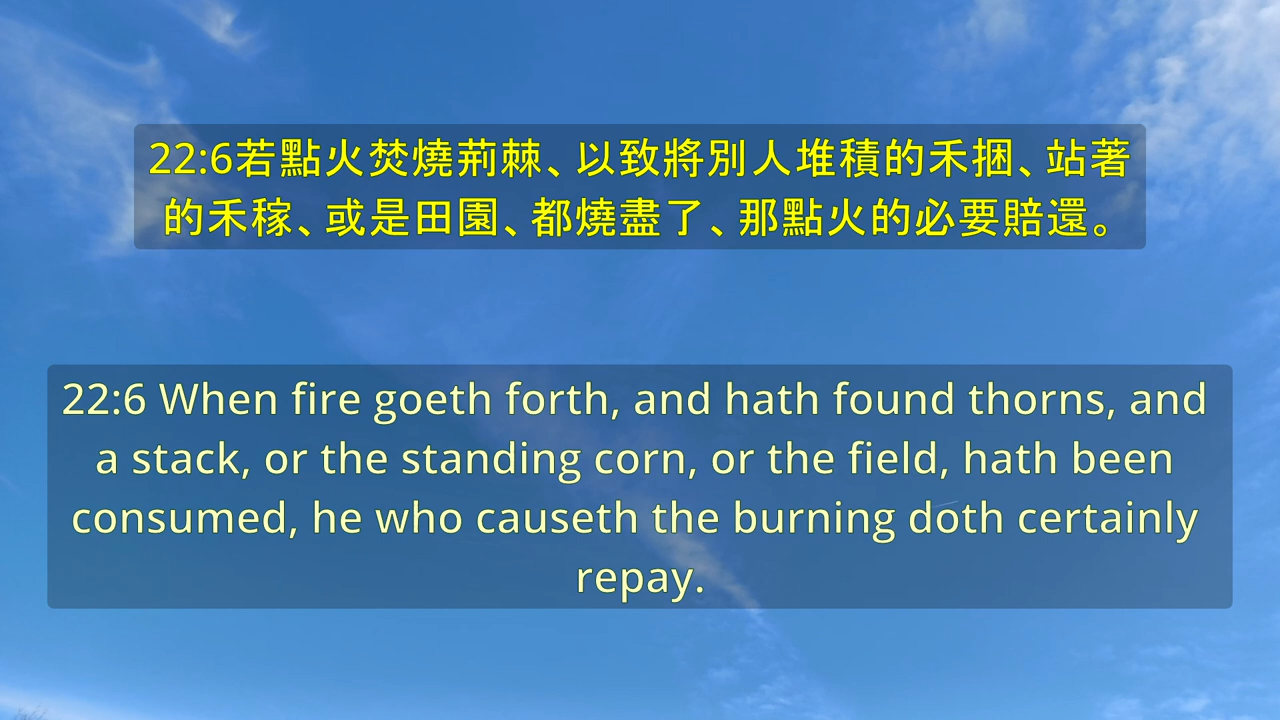 22:6若點火焚燒荊棘、以致將別人堆積的禾捆、站著
的禾稼、或是田園、都燒盡了、那點火的必要賠還。
22:6 When fire goeth forth, and hath found thorns, and
a stack, or the standing corn, or the field, hath been
consumed, he who causeth the burning doth certainly
repay.